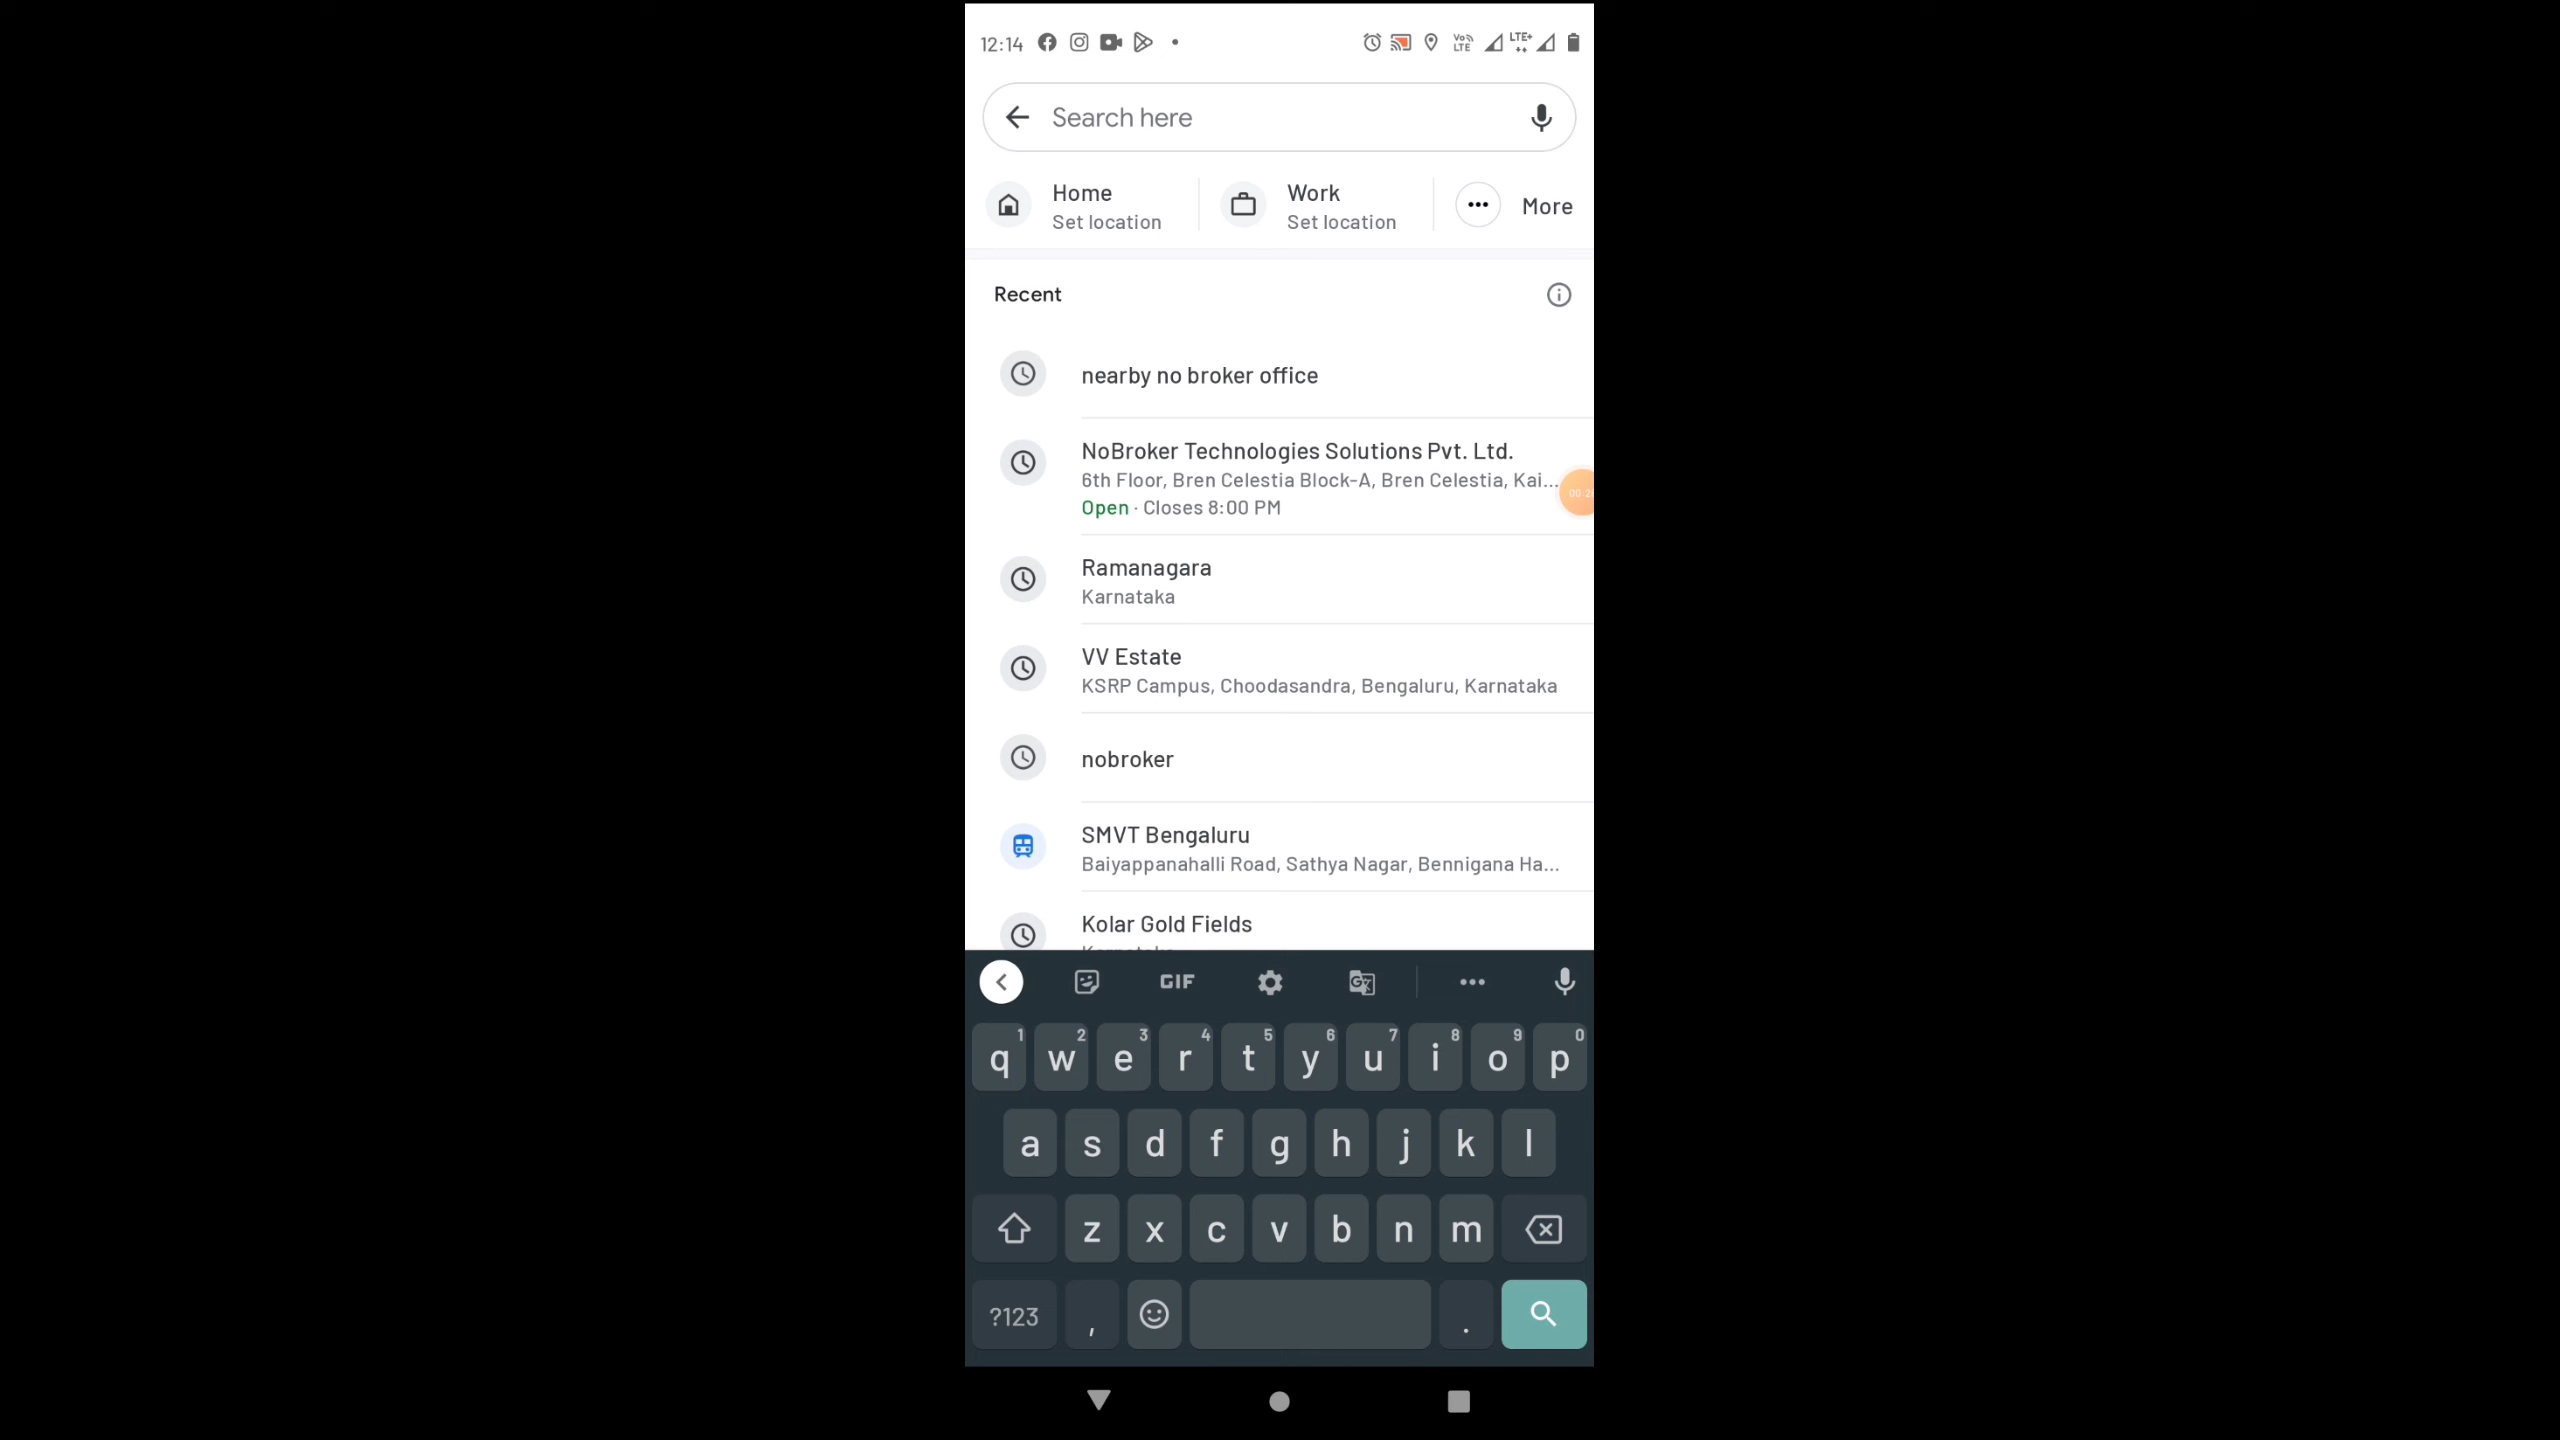 12:14
Vo LTE
LTE+
Search here
Home
Set location
Work
Set location
More
Recent
nearby no broker office
NoBroker Technologies Solutions Pvt. Ltd.
6th Floor, Bren Celestia Block-A, Bren Celestia, Kai...
Open · Closes 8:00 PM
Ramanagara
Karnataka
VV Estate
KSRP Campus, Choodasandra, Bengaluru, Karnataka
nobroker
SMVT Bengaluru
Baiyappanahalli Road, Sathya Nagar, Bennigana Ha...
Kolar Gold Fields
GIF
1 2 3 4 5 6 7 8 9 0
q w e r t y u i o p
a s d f g h j k l
z x c v b n m
?123 , .